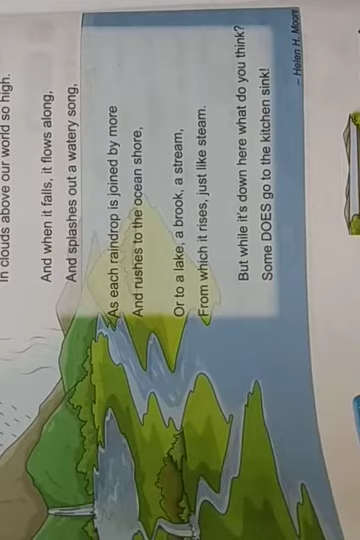 In clouds above our world so high.
And when it falls, it flows along,
And splashes out a watery song,
As each raindrop is joined by more
And rushes to the ocean shore,
Or to a lake, a brook, a stream,
From which it rises, just like steam.
But while it's down here what do you think?
Some DOES go to the kitchen sink!
– Helen H. Moore